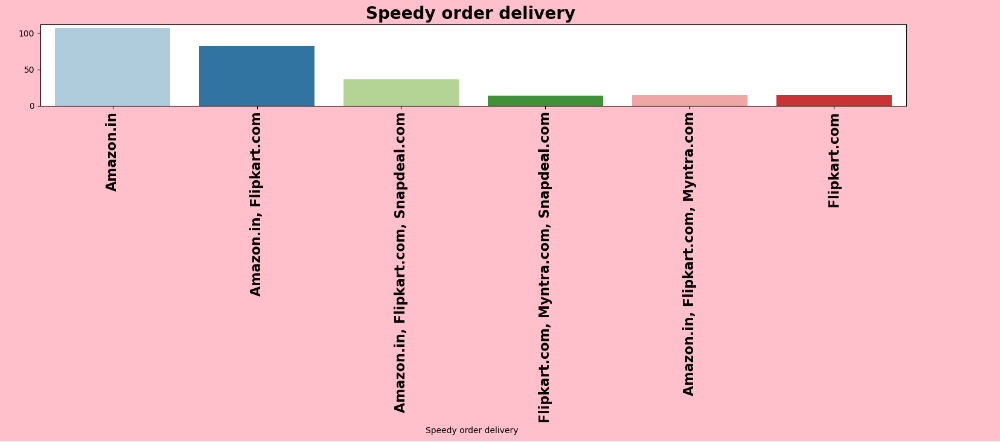 Speedy order delivery
100
50
0
Amazon.in
Amazon.in, Flipkart.com
Amazon.in, Flipkart.com, Snapdeal.com
Flipkart.com, Myntra.com, Snapdeal.com
Amazon.in, Flipkart.com, Myntra.com
Flipkart.com
Speedy order delivery